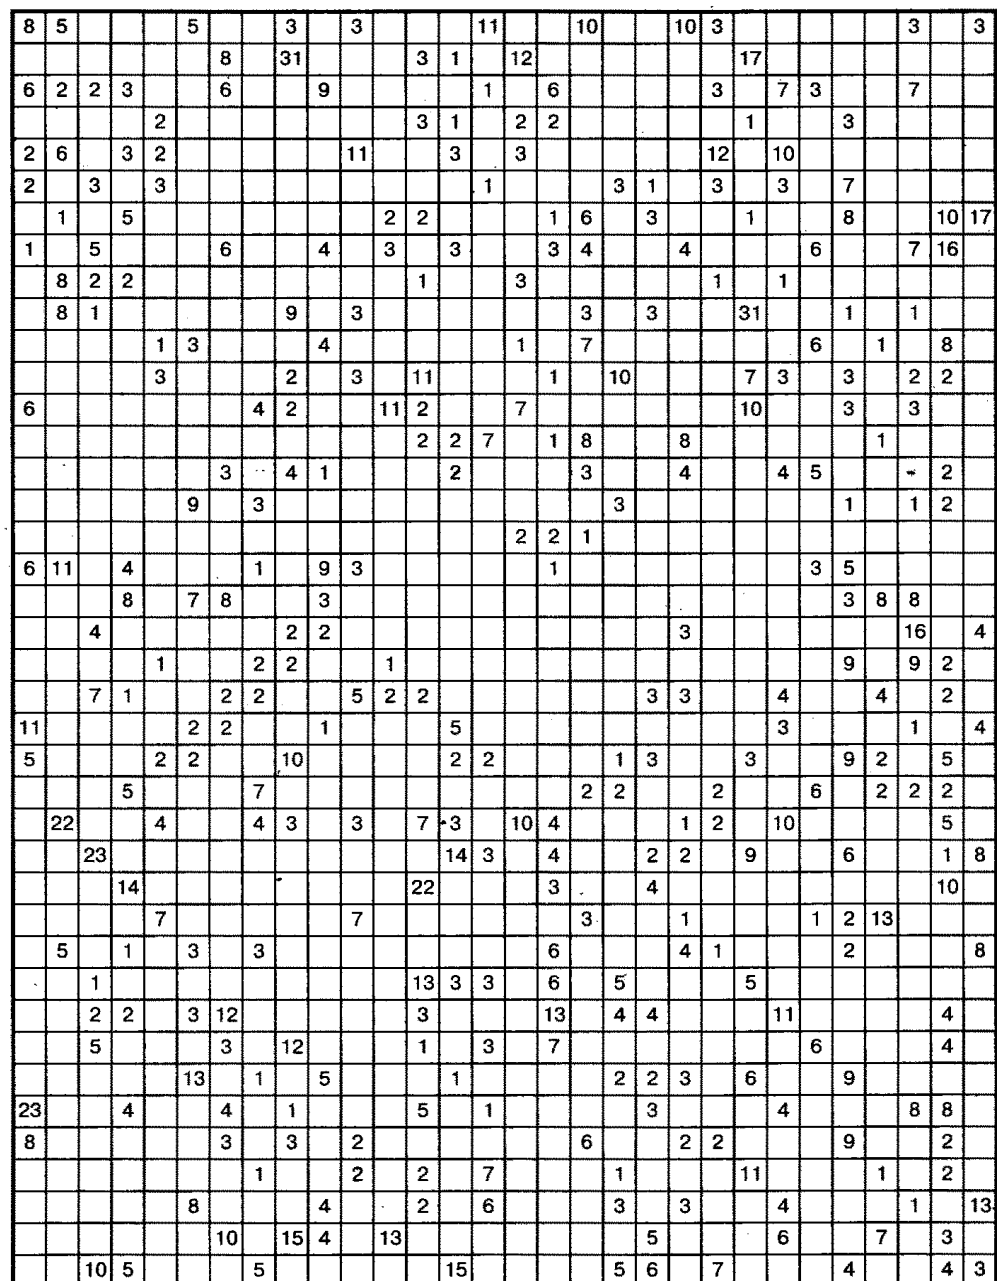 8 5 5 3 3 11 10 10 3 3 3
8 31 3 1 12 17
6 2 2 3 6 9 1 6 3 7 3 7
2 3 1 2 2 1 3
2 6 3 2 11 3 3 12 10
2 3 3 1 3 1 3 3 7
1 5 2 2 1 6 3 1 8 10 17
1 5 6 4 3 3 3 4 4 6 7 16
8 2 2 1 3 1 1
8 1 9 3 3 3 31 1 1
1 3 4 1 7 6 1 8
3 2 3 11 1 10 7 3 3 2 2
6 4 2 11 2 7 10 3 3
2 2 7 1 8 8 1
3 4 1 2 3 4 4 5 2
9 3 3 1 1 2
2 2 1
6 11 4 1 9 3 1 3 5
8 7 8 3 3 8 8
4 2 2 3 16 4
1 2 2 1 9 9 2
7 1 2 2 5 2 2 3 3 4 4 2
11 2 2 1 5 3 1 4
5 2 2 10 2 2 1 3 3 9 2 5
5 7 2 2 2 6 2 2 2
22 4 4 3 3 7 3 10 4 1 2 10 5
23 14 3 4 2 2 9 6 1 8
14 22 3 4 10
7 7 3 1 1 2 13
5 1 3 3 6 4 1 2 8
1 13 3 3 6 5 5
2 2 3 12 3 13 4 4 11 4
5 3 12 1 3 7 6 4
13 1 5 1 2 2 3 6 9
23 4 4 1 5 1 3 4 8 8
8 3 3 2 6 2 2 9 2
1 2 2 7 1 11 1 2
8 4 2 6 3 3 4 1 13
10 15 4 13 5 6 7 3
10 5 5 15 5 6 7 4 4 3